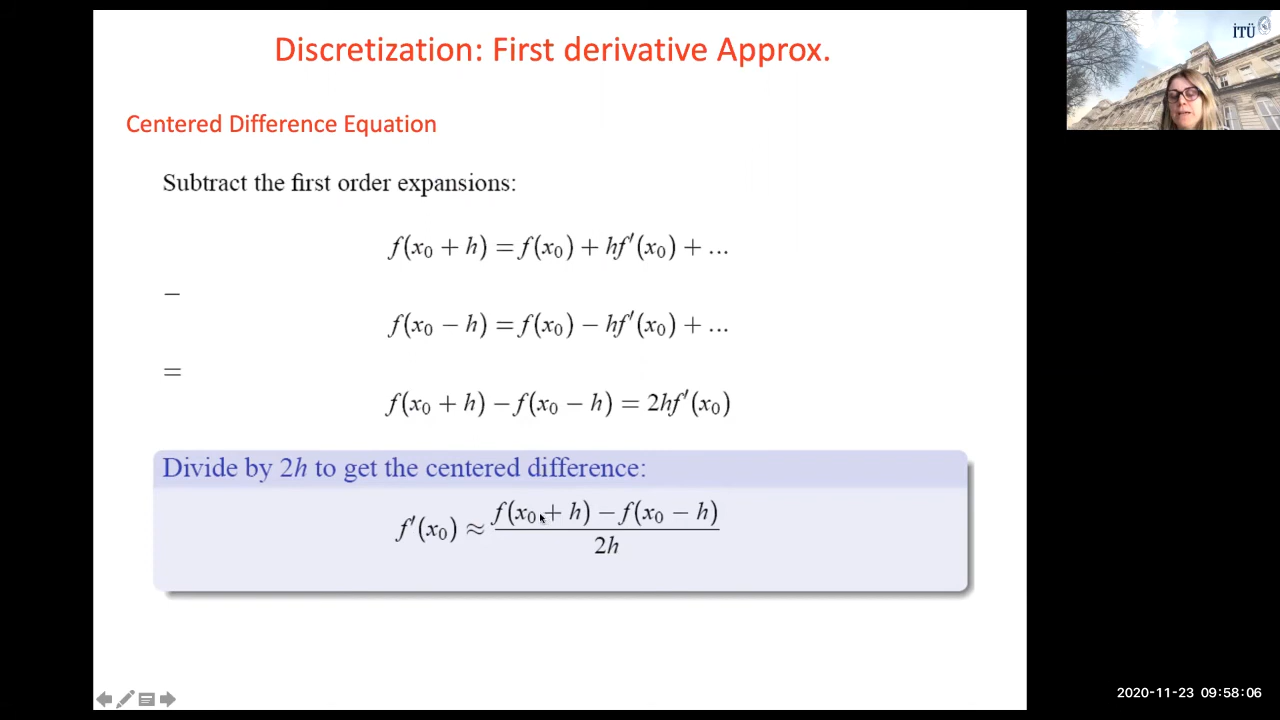 Discretization: First derivative Approx.
İTÜ
Centered Difference Equation
Subtract the first order expansions:
f(x₀ + h) = f(x₀) + hf′(x₀) + ...
−
f(x₀ − h) = f(x₀) − hf′(x₀) + ...
=
f(x₀ + h) − f(x₀ − h) = 2hf′(x₀)
Divide by 2h to get the centered difference:
f′(x₀) ≈ f(x₀ + h) − f(x₀ − h)
2h
2020-11-23 09:58:06